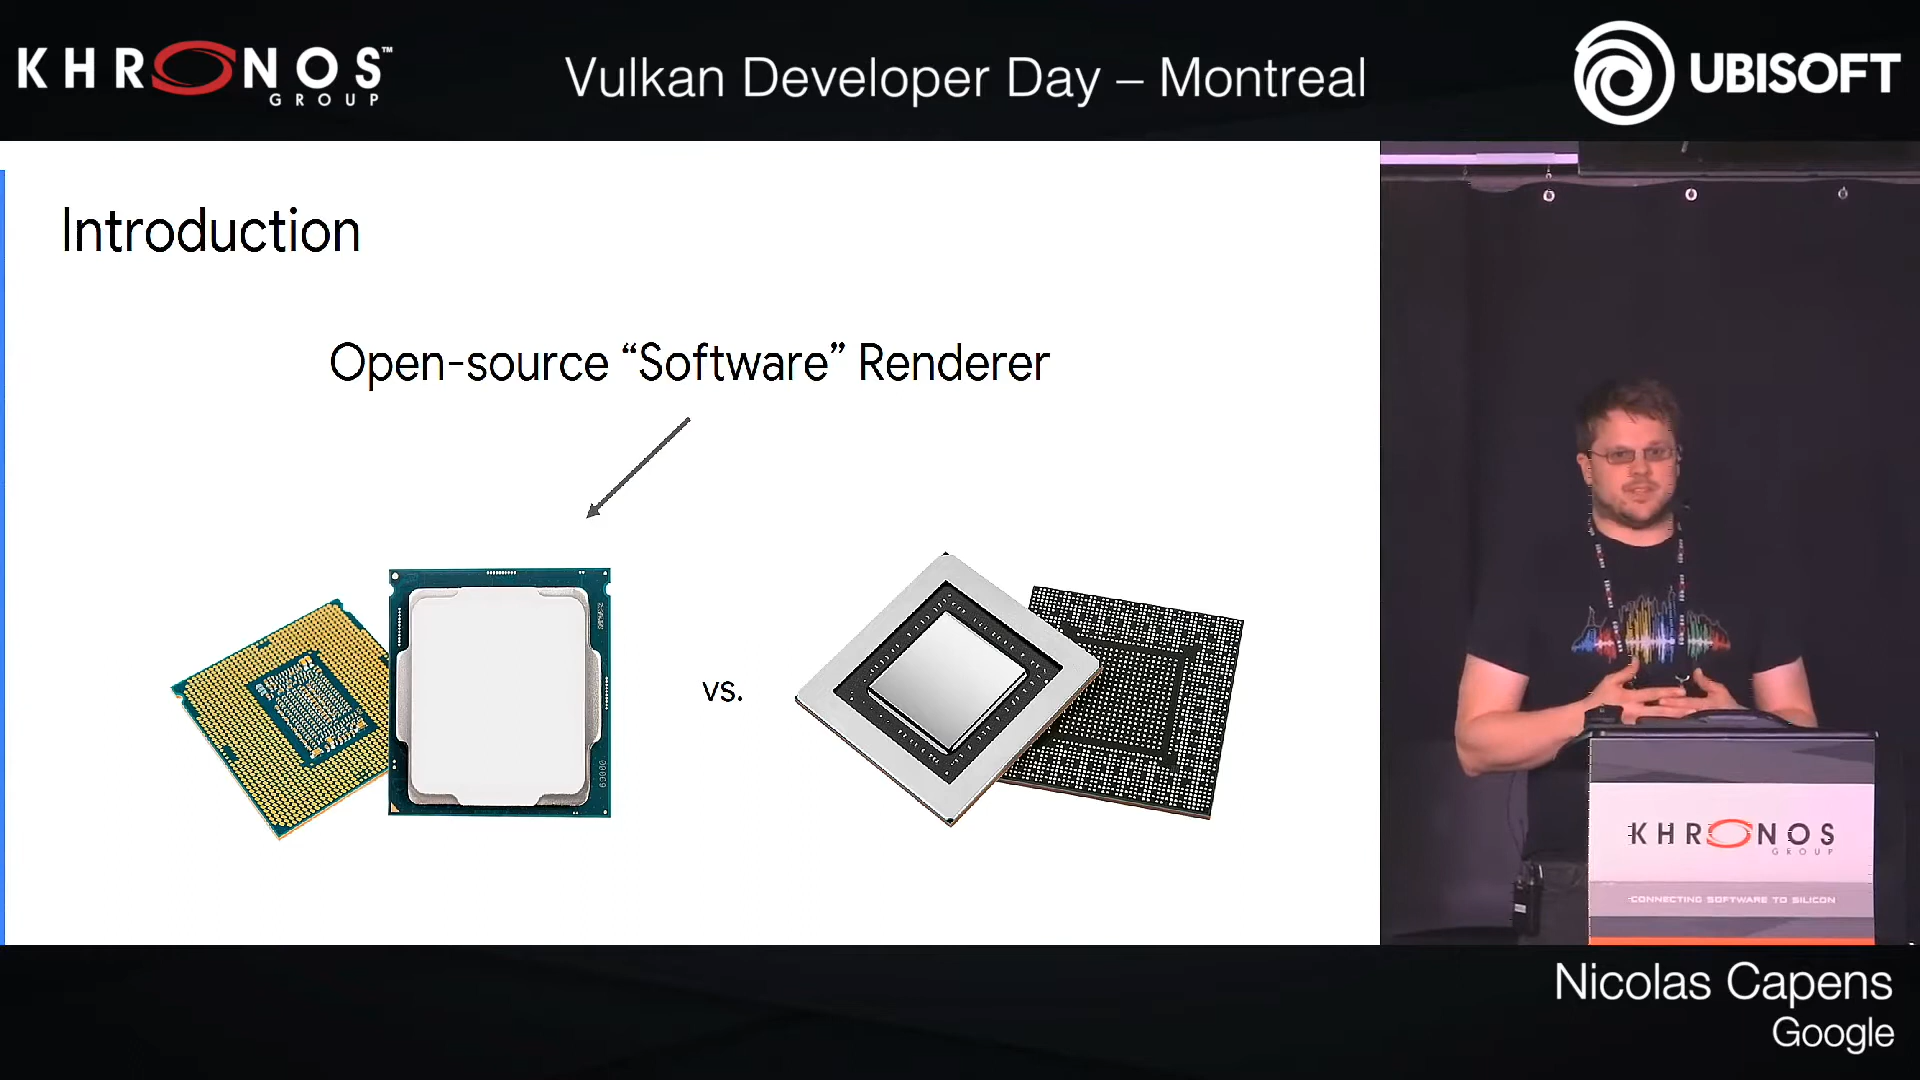 KHRONOS™
GROUP
Vulkan Developer Day – Montreal
UBISOFT
Introduction
Open-source “Software” Renderer
vs.
KHRONOS
GROUP
CONNECTING SOFTWARE TO SILICON
Nicolas Capens
Google